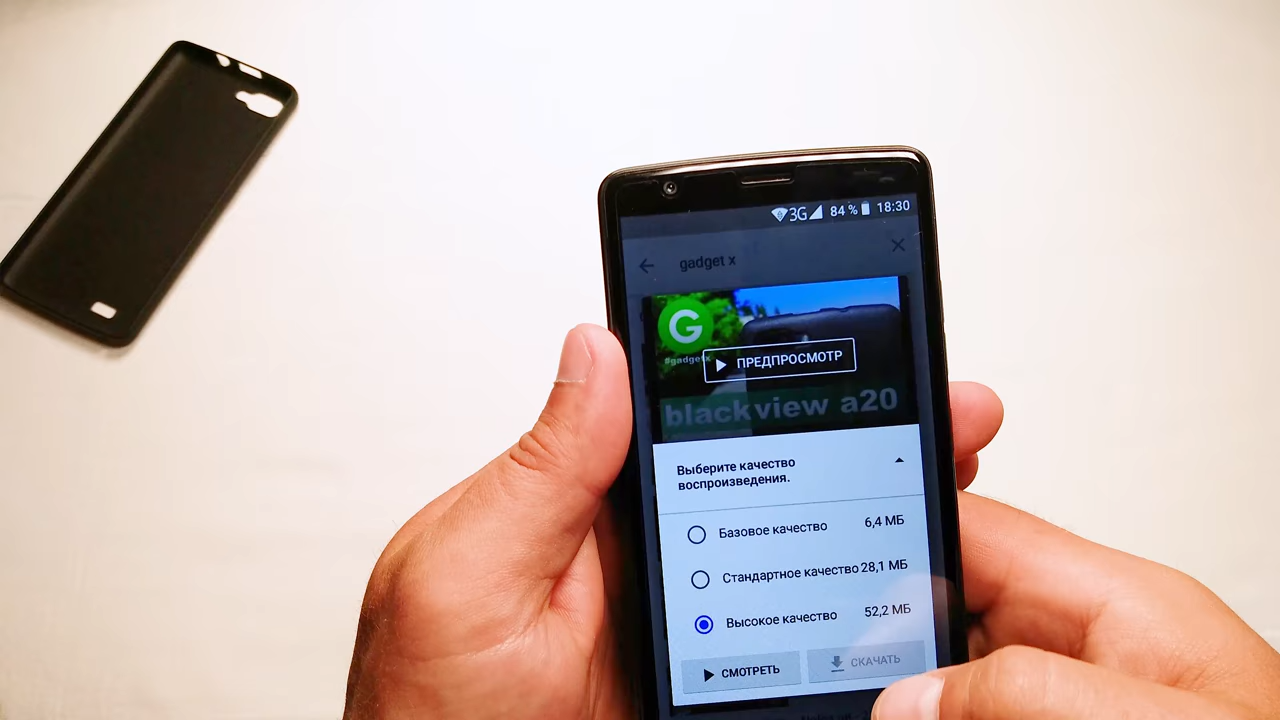 3G 84 % 18:30
gadget x
G
#gadgetx
ПРЕДПРОСМОТР
blackview a20
Выберите качество
воспроизведения.
Базовое качество 6,4 МБ
Стандартное качество 28,1 МБ
Высокое качество 52,2 МБ
СМОТРЕТЬ СКАЧАТЬ